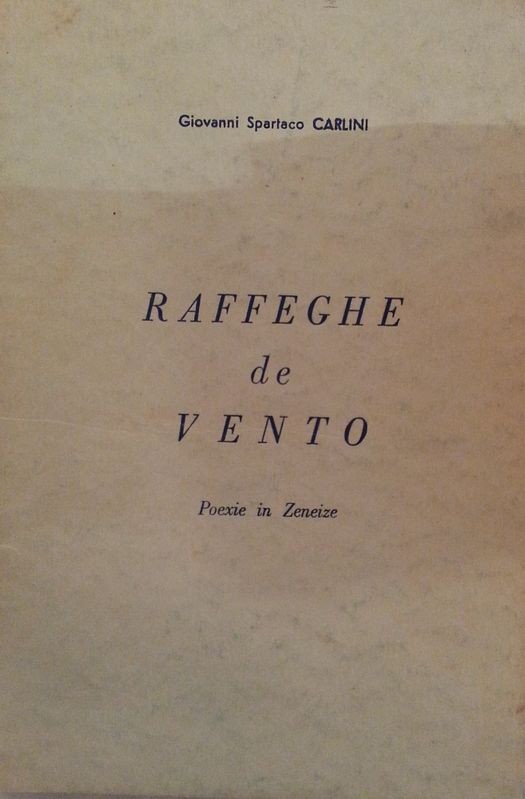 Giovanni Spartaco CARLINI
RAFFEGHE
de
VENTO
Poexie in Zeneize